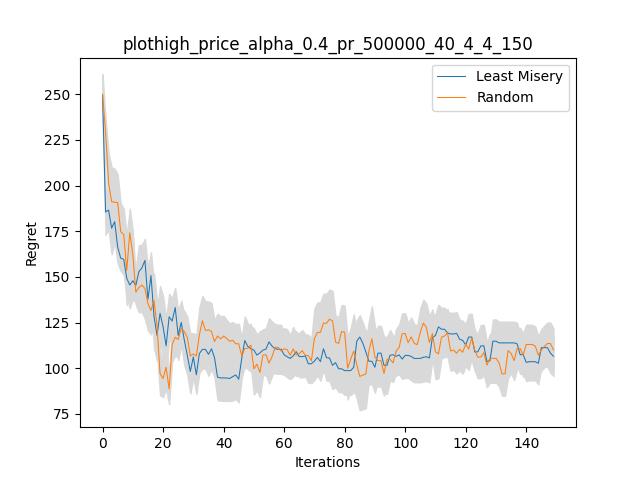 plothigh_price_alpha_0.4_pr_500000_40_4_4_150
Least Misery
Random
Regret
250
225
200
175
150
125
100
75
0 20 40 60 80 100 120 140
Iterations